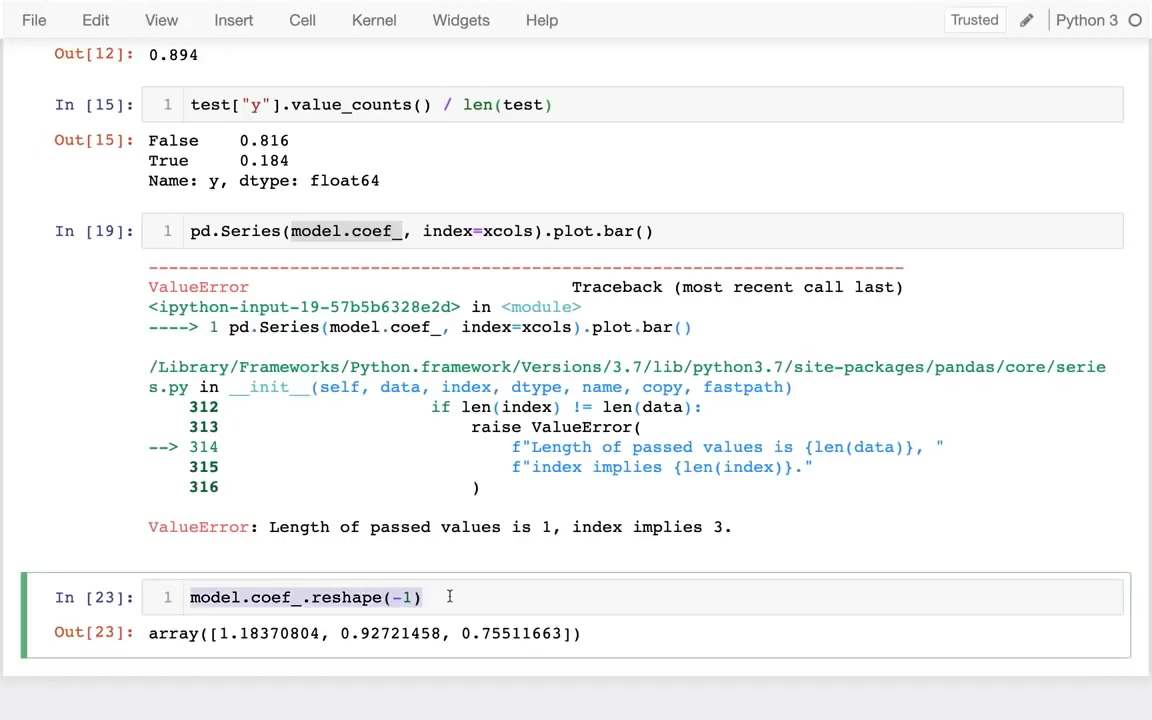 File Edit View Insert Cell Kernel Widgets Help Trusted Python 3
Out[12]: 0.894
In [15]: 1 test["y"].value_counts() / len(test)
Out[15]: False 0.816
True 0.184
Name: y, dtype: float64
In [19]: 1 pd.Series(model.coef_, index=xcols).plot.bar()
---------------------------------------------------------------------------
ValueError Traceback (most recent call last)
<ipython-input-19-57b5b6328e2d> in <module>
----> 1 pd.Series(model.coef_, index=xcols).plot.bar()
/Library/Frameworks/Python.framework/Versions/3.7/lib/python3.7/site-packages/pandas/core/serie
s.py in __init__(self, data, index, dtype, name, copy, fastpath)
312 if len(index) != len(data):
313 raise ValueError(
--> 314 f"Length of passed values is {len(data)}, "
315 f"index implies {len(index)}."
316 )
ValueError: Length of passed values is 1, index implies 3.
In [23]: 1 model.coef_.reshape(-1)
Out[23]: array([1.18370804, 0.92721458, 0.75511663])